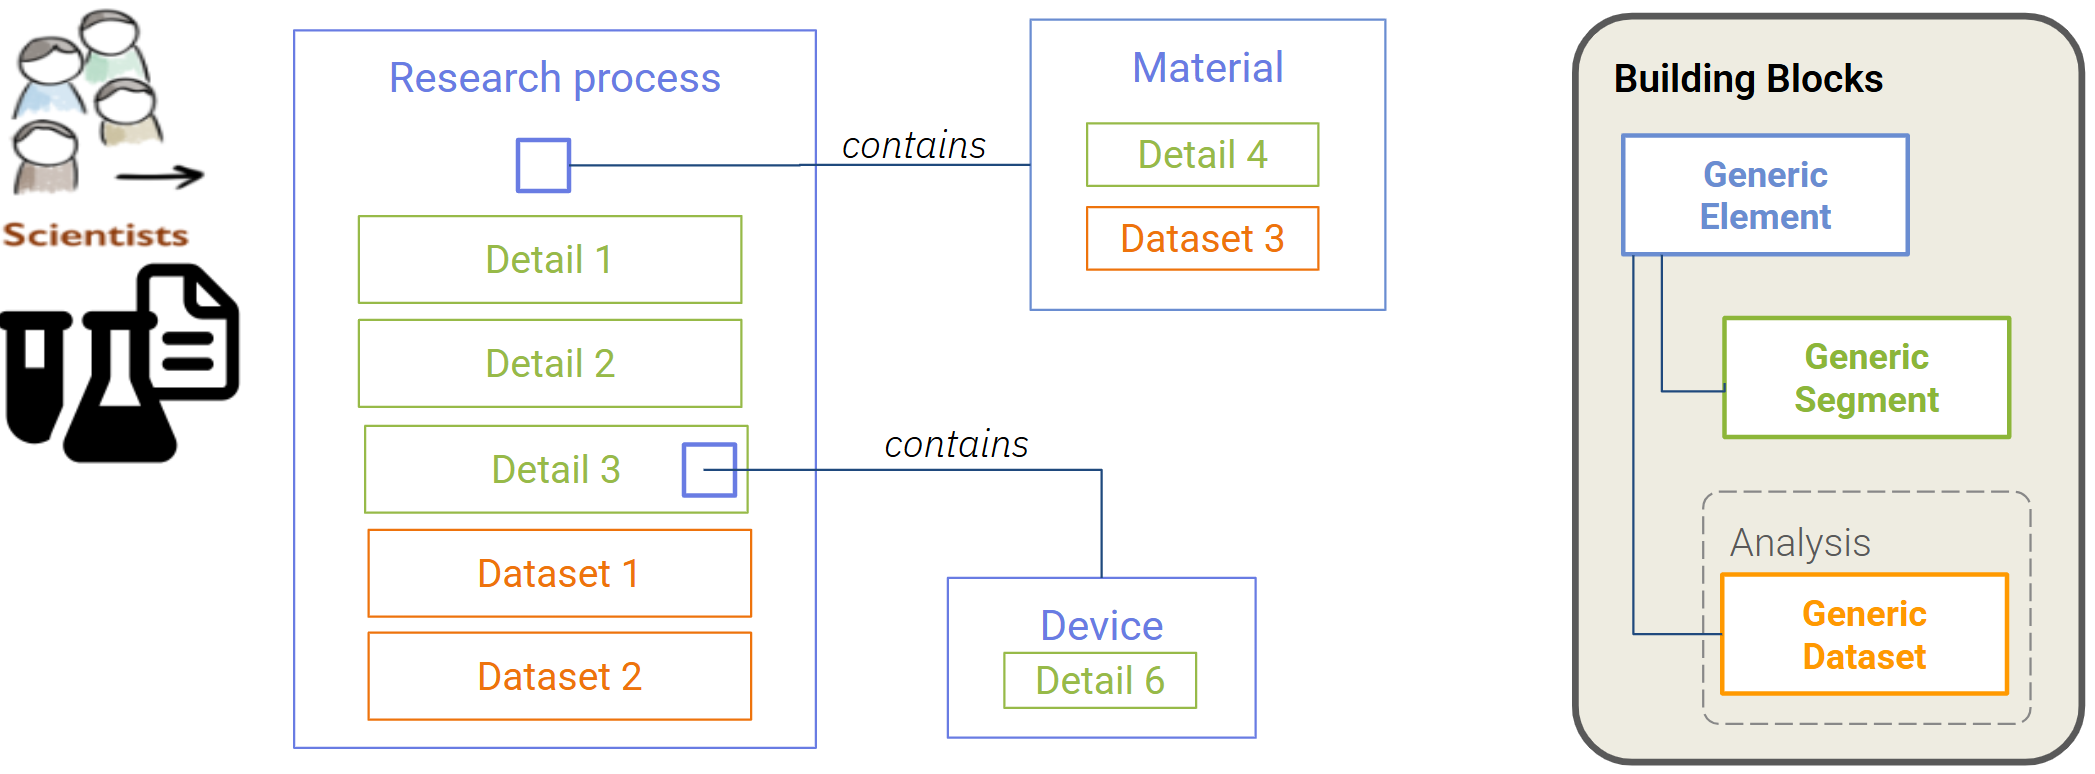 Scientists
Research process
Detail 1
Detail 2
Detail 3
Dataset 1
Dataset 2
contains
Material
Detail 4
Dataset 3
contains
Device
Detail 6
Building Blocks
Generic
Element
Generic
Segment
Analysis
Generic
Dataset